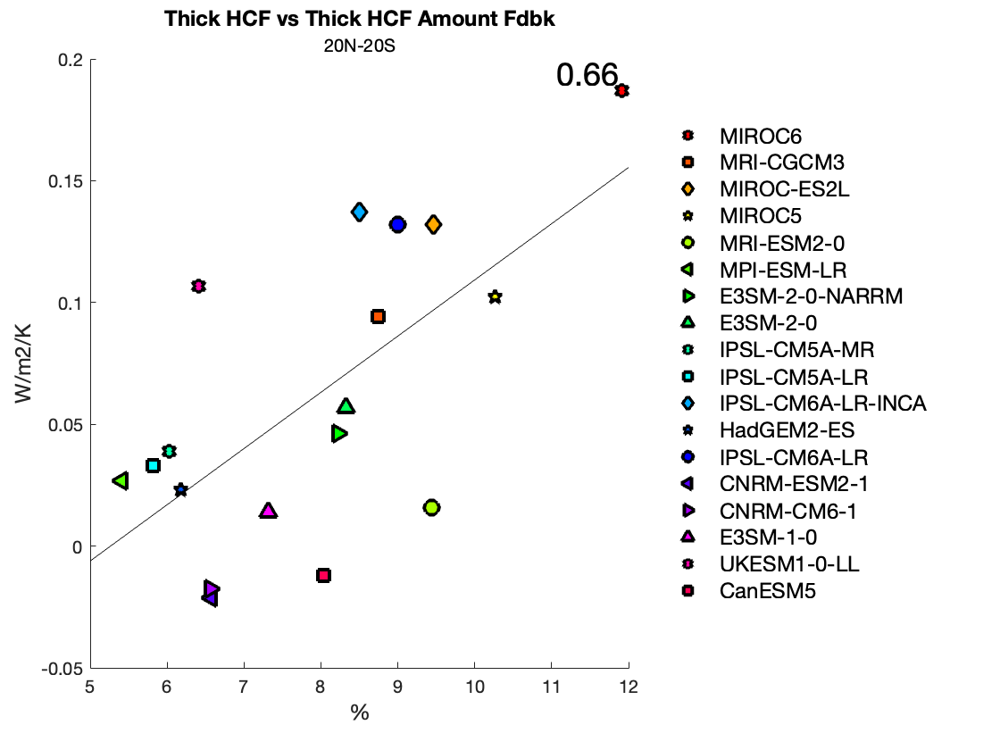 Thick HCF vs Thick HCF Amount Fdbk
20N-20S
0.66
0.2
0.15
0.1
0.05
0
-0.05
W/m2/K
5 6 7 8 9 10 11 12
%
MIROC6
MRI-CGCM3
MIROC-ES2L
MIROC5
MRI-ESM2-0
MPI-ESM-LR
E3SM-2-0-NARRM
E3SM-2-0
IPSL-CM5A-MR
IPSL-CM5A-LR
IPSL-CM6A-LR-INCA
HadGEM2-ES
IPSL-CM6A-LR
CNRM-ESM2-1
CNRM-CM6-1
E3SM-1-0
UKESM1-0-LL
CanESM5